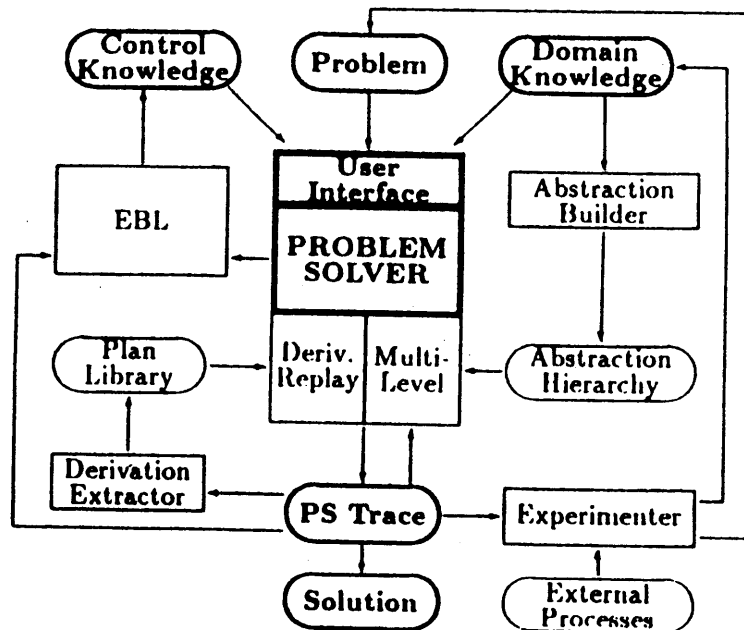 Control
Knowledge
Problem
Domain
Knowledge
User
Interface
EBL
Abstraction
Builder
PROBLEM
SOLVER
Plan
Library
Deriv.
Replay
Multi-
Level
Abstraction
Hierarchy
Derivation
Extractor
PS Trace
Experimenter
Solution
External
Processes